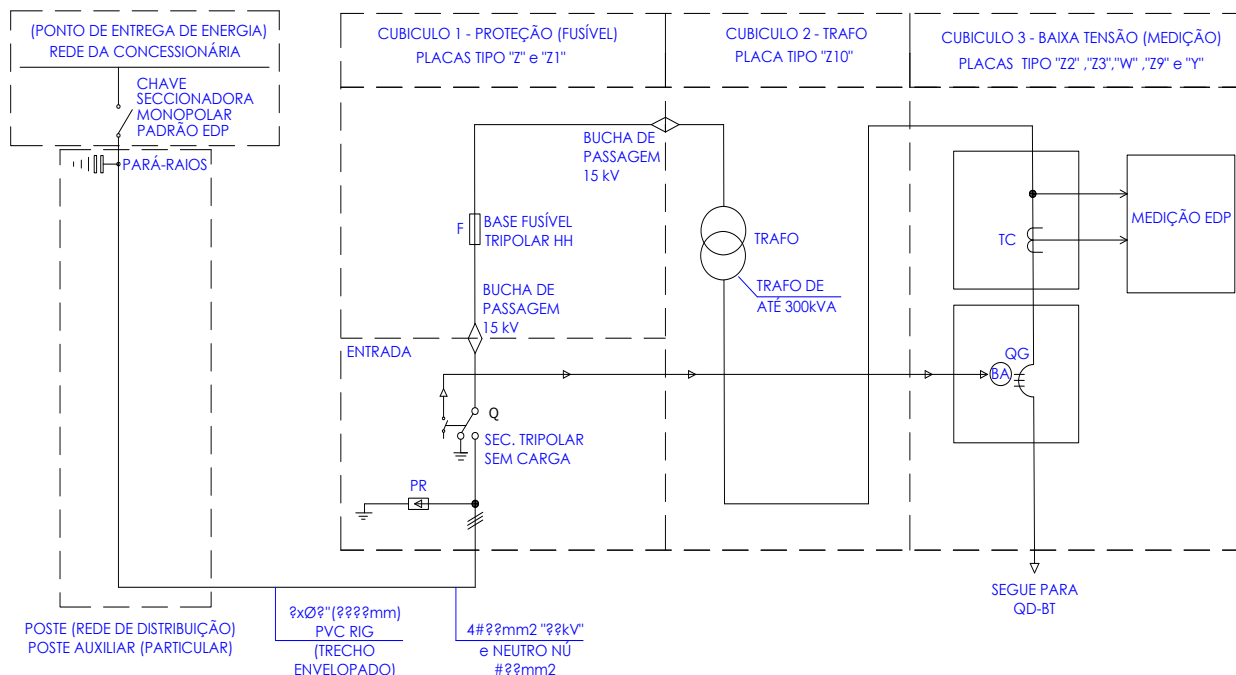 (PONTO DE ENTREGA DE ENERGIA)
REDE DA CONCESSIONÁRIA
CHAVE
SECCIONADORA
MONOPOLAR
PADRÃO EDP
PARÁ-RAIOS
POSTE (REDE DE DISTRIBUIÇÃO)
POSTE AUXILIAR (PARTICULAR)
?xØ?"(????mm)
PVC RIG
(TRECHO
ENVELOPADO)
4#??mm2 "??kV"
e NEUTRO NÚ
#??mm2
CUBICULO 1 - PROTEÇÃO (FUSÍVEL)
PLACAS TIPO "Z" e "Z1"
BUCHA DE
PASSAGEM
15 kV
F
BASE FUSÍVEL
TRIPOLAR HH
BUCHA DE
PASSAGEM
15 kV
ENTRADA
Q
SEC. TRIPOLAR
SEM CARGA
PR
CUBICULO 2 - TRAFO
PLACA TIPO "Z10"
TRAFO
TRAFO DE
ATÉ 300kVA
CUBICULO 3 - BAIXA TENSÃO (MEDIÇÃO)
PLACAS TIPO "Z2" ,"Z3","W" ,"Z9" e "Y"
TC
MEDIÇÃO EDP
QG
BA
SEGUE PARA
QD-BT